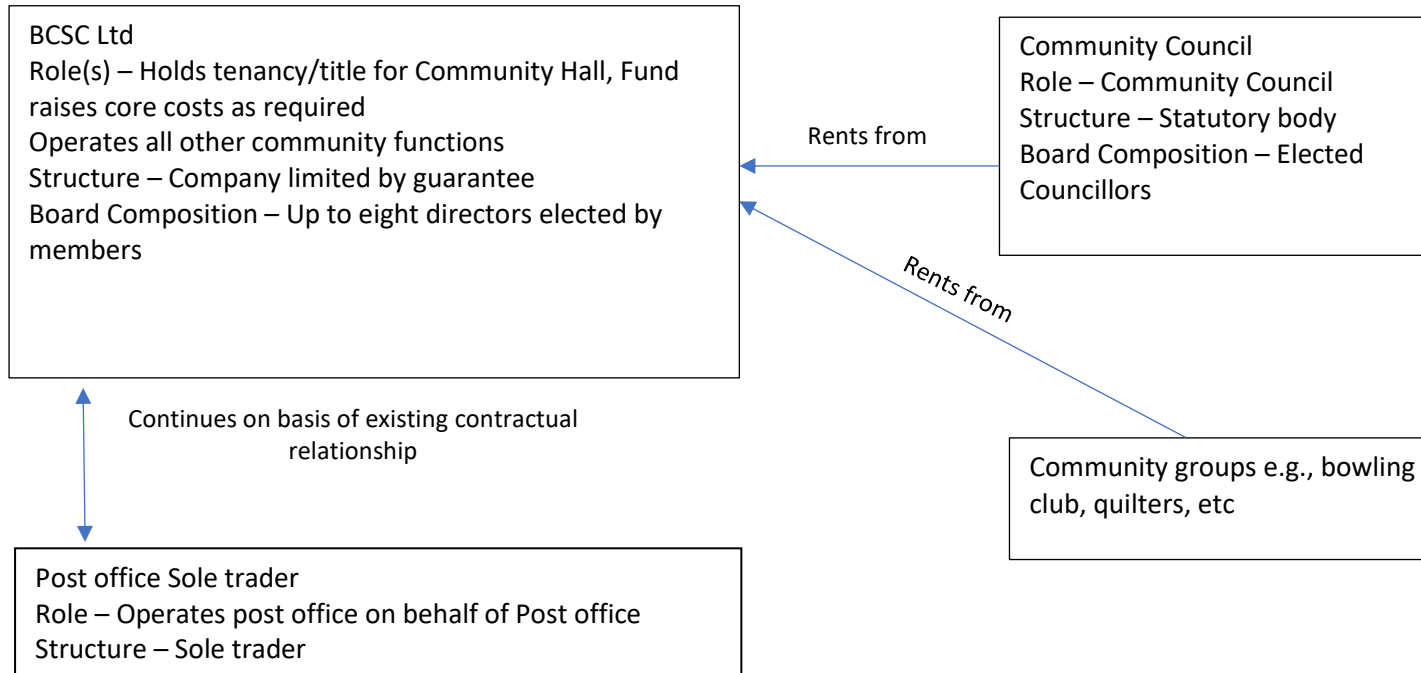 BCSC Ltd
Role(s) – Holds tenancy/title for Community Hall, Fund
raises core costs as required
Operates all other community functions
Structure – Company limited by guarantee
Board Composition – Up to eight directors elected by
members
Rents from
Community Council
Role – Community Council
Structure – Statutory body
Board Composition – Elected
Councillors
Rents from
Continues on basis of existing contractual
relationship
Community groups e.g., bowling
club, quilters, etc
Post office Sole trader
Role – Operates post office on behalf of Post office
Structure – Sole trader